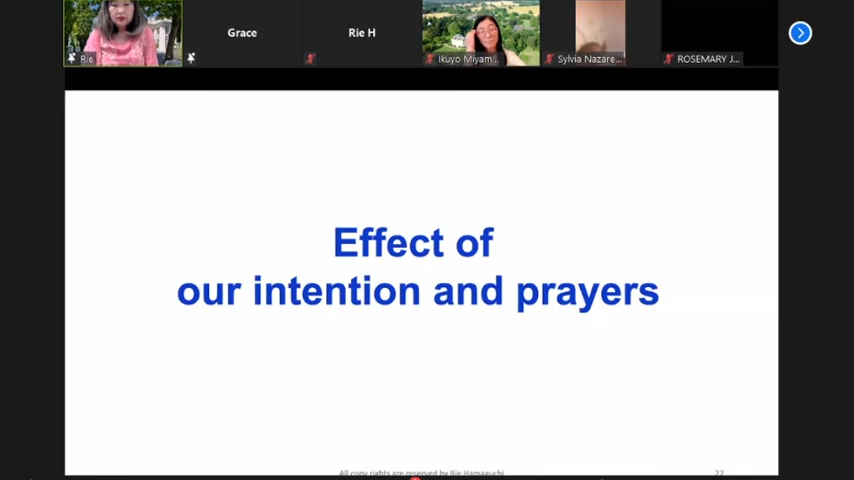 Rie
Grace
Rie H
Ikuyo Miyam...
Sylvia Nazare...
ROSEMARY J...
Effect of
our intention and prayers
All copy rights are reserved by Rie Hamaguchi
27